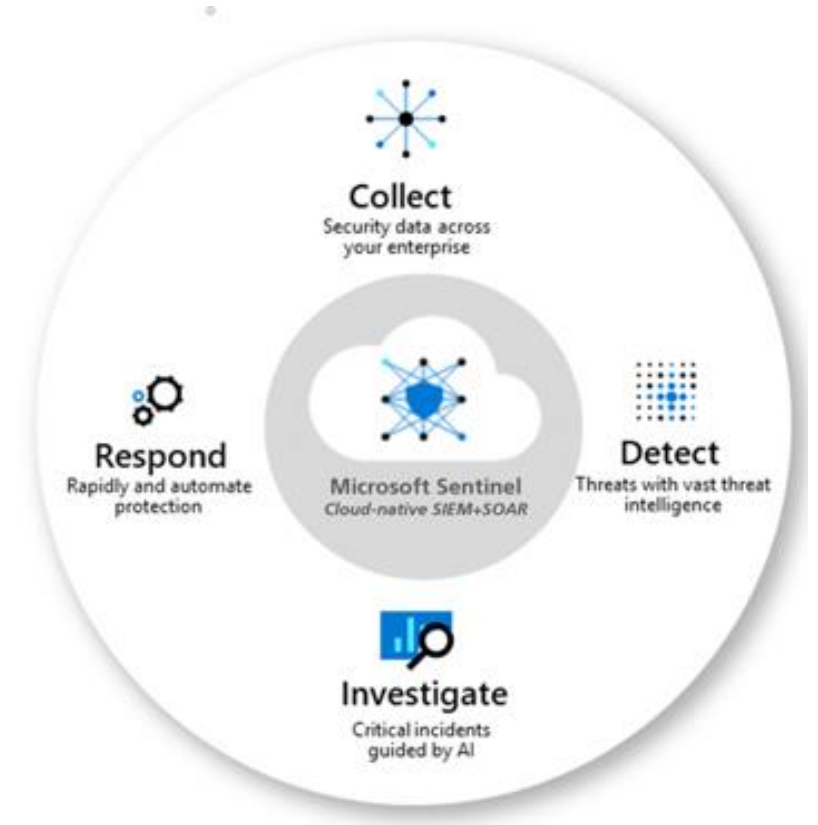 Collect
Security data across
your enterprise
Respond
Rapidly and automate
protection
Microsoft Sentinel
Cloud-native SIEM+SOAR
Detect
Threats with vast threat
intelligence
Investigate
Critical incidents
guided by AI